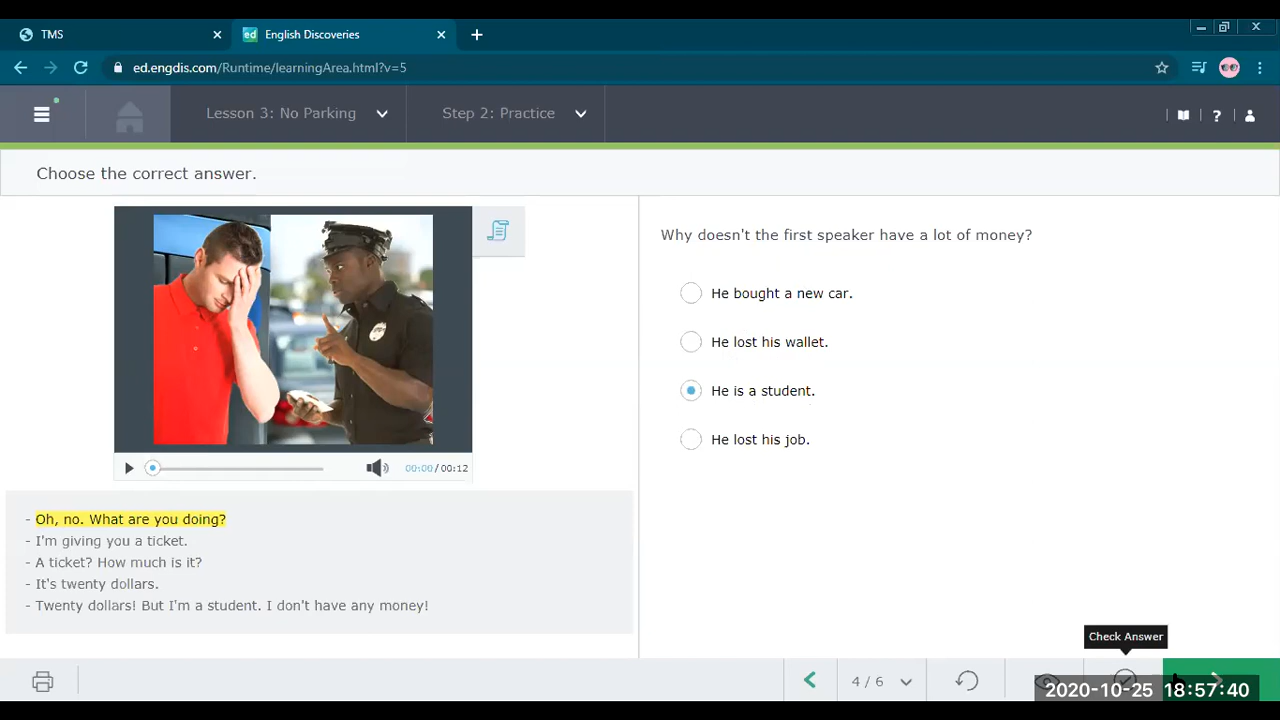 TMS
English Discoveries
ed.engdis.com/Runtime/learningArea.html?v=5
Lesson 3: No Parking
Step 2: Practice
?
Choose the correct answer.
Why doesn't the first speaker have a lot of money?
He bought a new car.
He lost his wallet.
He is a student.
He lost his job.
00:00/00:12
- Oh, no. What are you doing?
- I'm giving you a ticket.
- A ticket? How much is it?
- It's twenty dollars.
- Twenty dollars! But I'm a student. I don't have any money!
Check Answer
4 / 6
2020-10-25 18:57:40